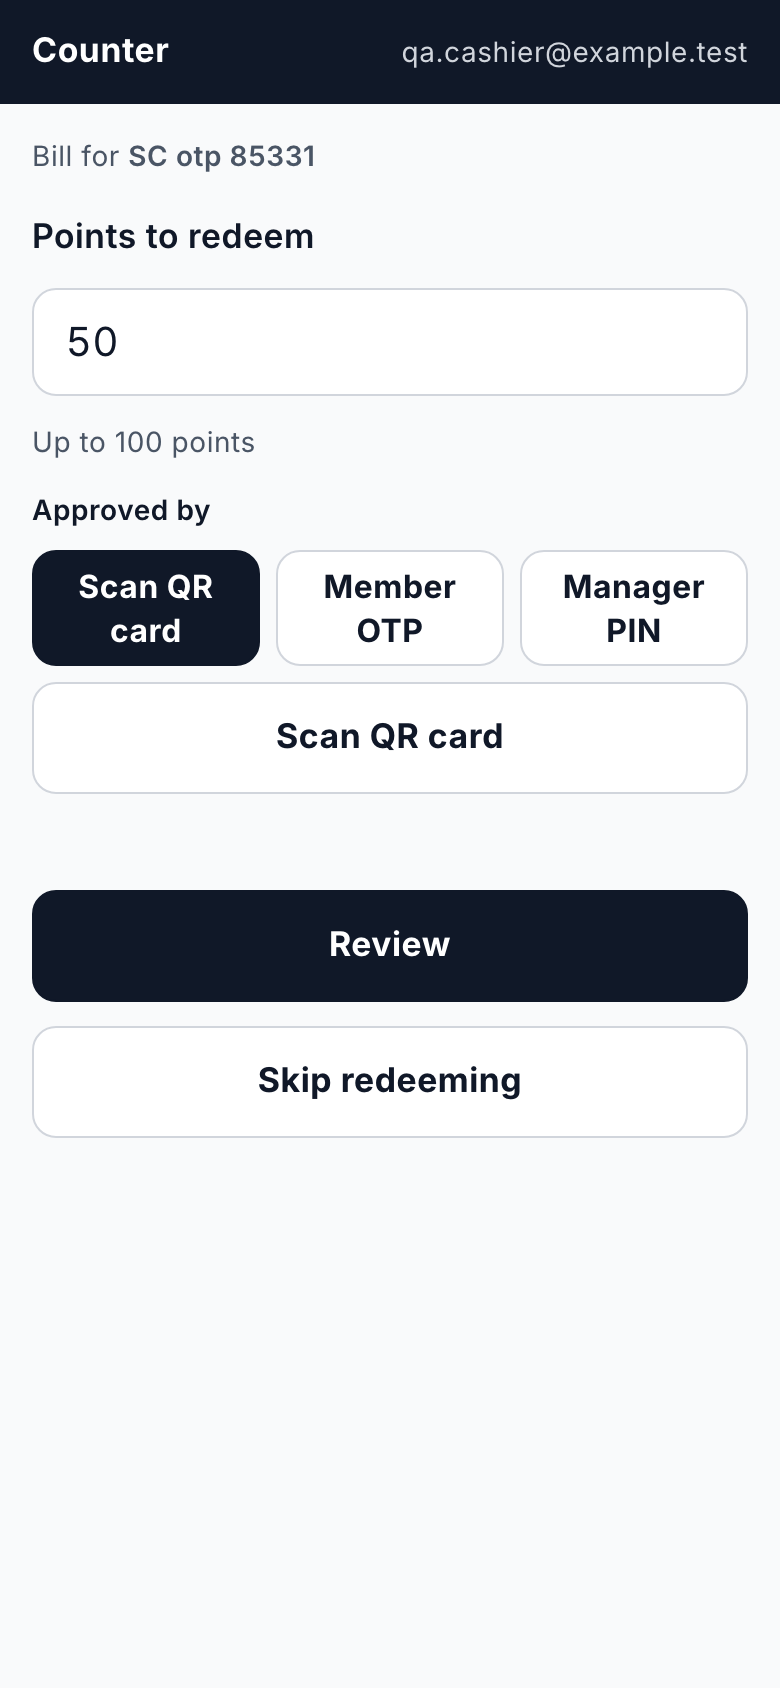 Counter
qa.cashier@example.test
Bill for SC otp 85331
Points to redeem
50
Up to 100 points
Approved by
Scan QR
card
Member
OTP
Manager
PIN
Scan QR card
Review
Skip redeeming